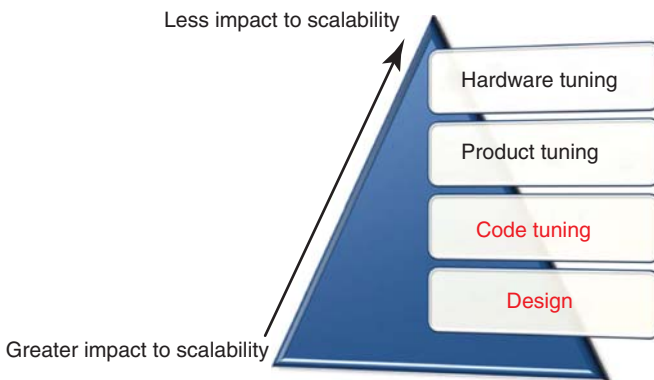 Less impact to scalability
Hardware tuning
Product tuning
Code tuning
Design
Greater impact to scalability